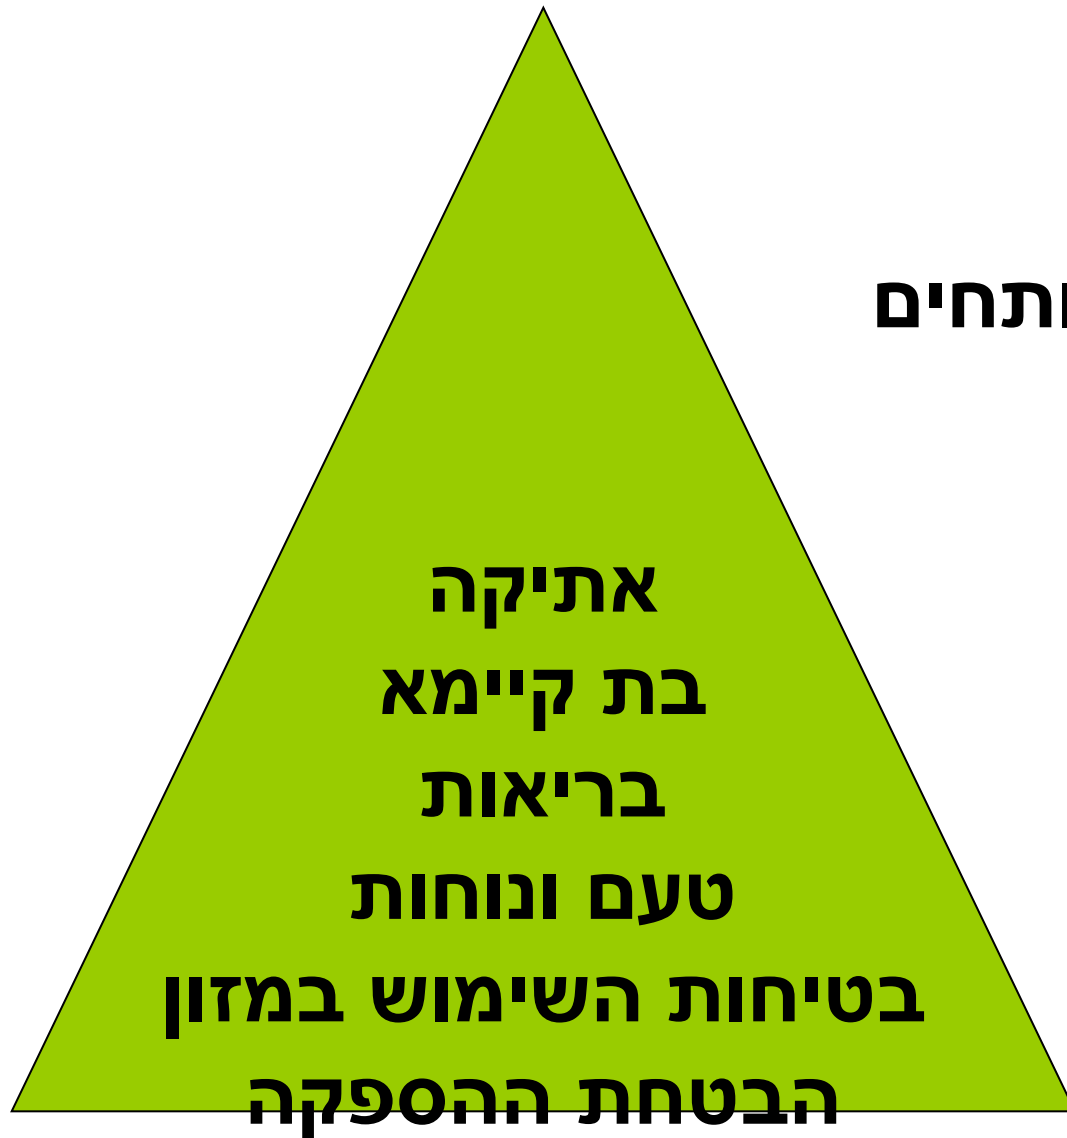 אתיקה
בת קיימא
בריאות
טעם ונוחות
בטיחות השימוש במזון
הבטחת ההספקה